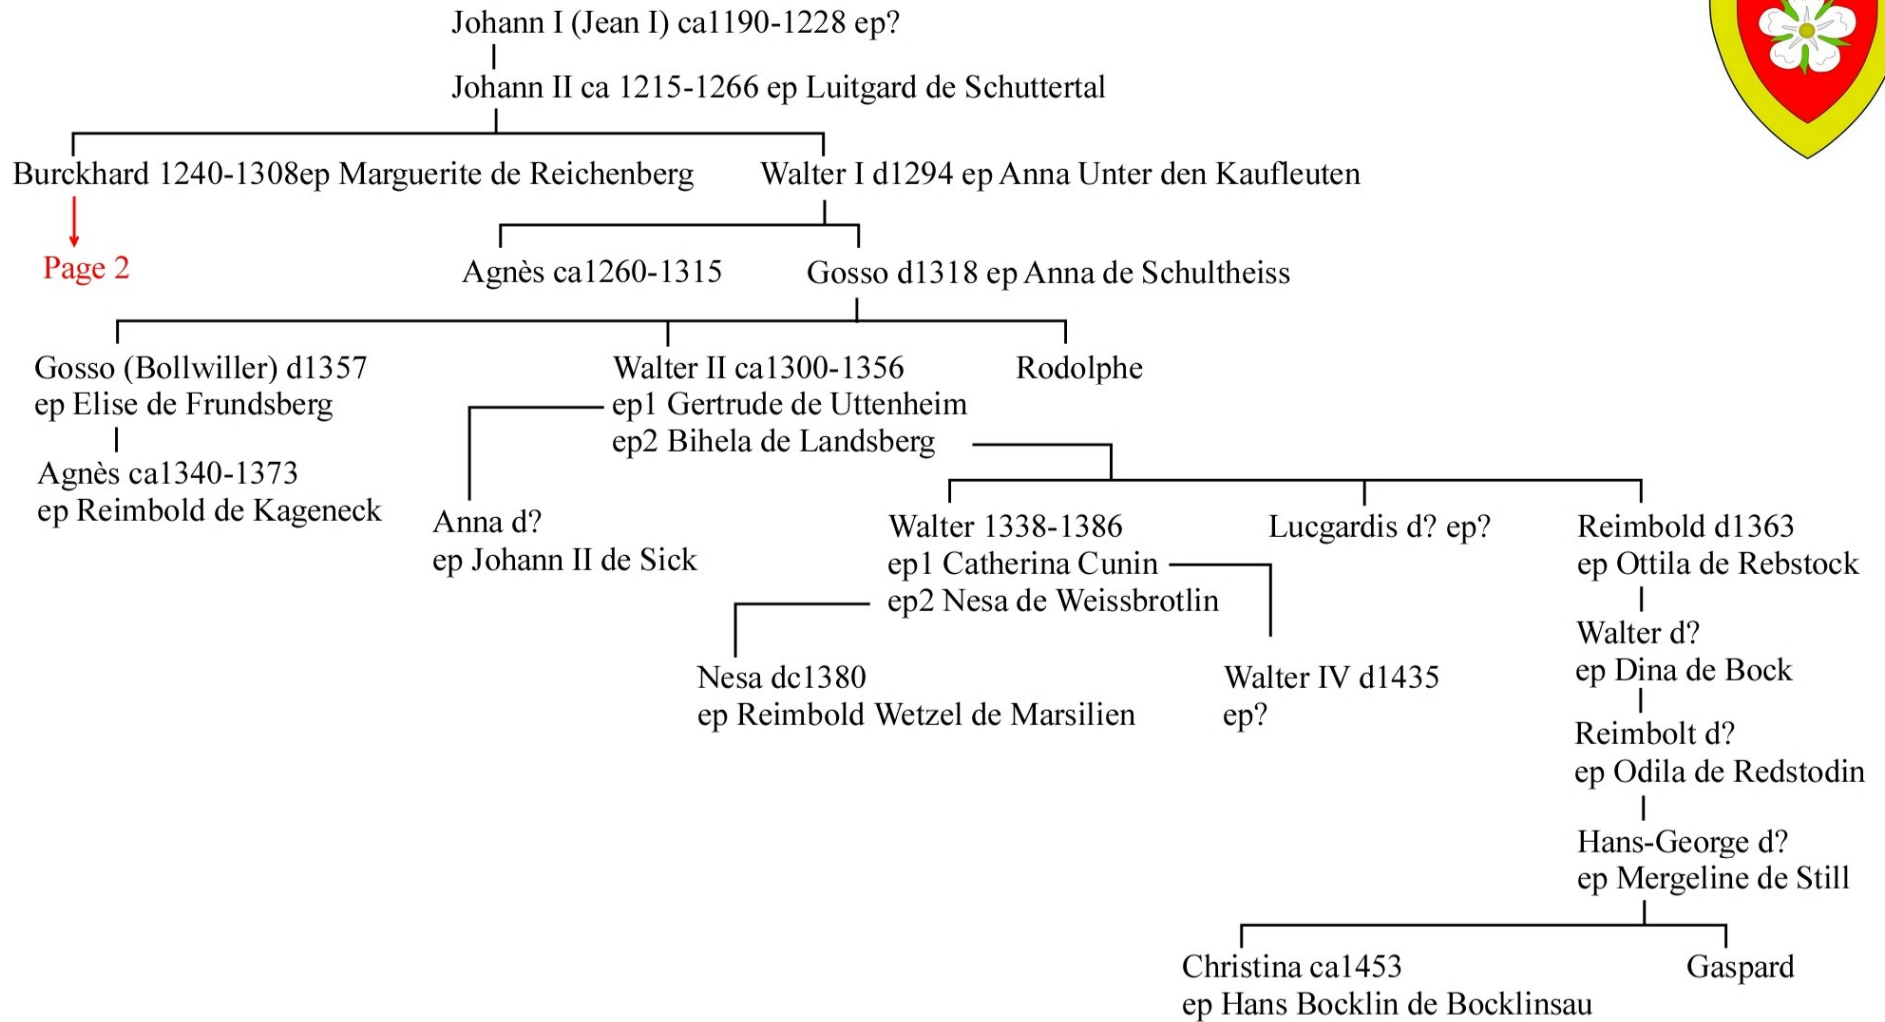 Johann I (Jean I) ca1190-1228 ep?
Johann II ca 1215-1266 ep Luitgard de Schuttertal
Burckhard 1240-1308ep Marguerite de Reichenberg
Walter I d1294 ep Anna Unter den Kaufleuten
Page 2
Agnès ca1260-1315
Gosso d1318 ep Anna de Schultheiss
Gosso (Bollwiller) d1357
ep Elise de Frundsberg
Walter II ca1300-1356
ep1 Gertrude de Uttenheim
ep2 Bihela de Landsberg
Rodolphe
Agnès ca1340-1373
ep Reimbold de Kageneck
Anna d?
ep Johann II de Sick
Walter 1338-1386
ep1 Catherina Cunin
ep2 Nesa de Weissbrotlin
Lucgardis d? ep?
Reimbold d1363
ep Ottila de Rebstock
Walter d?
ep Dina de Bock
Nesa dc1380
ep Reimbold Wetzel de Marsilien
Walter IV d1435
ep?
Reimbolt d?
ep Odila de Redstodin
Hans-George d?
ep Mergeline de Still
Christina ca1453
ep Hans Bocklin de Bocklinsau
Gaspard